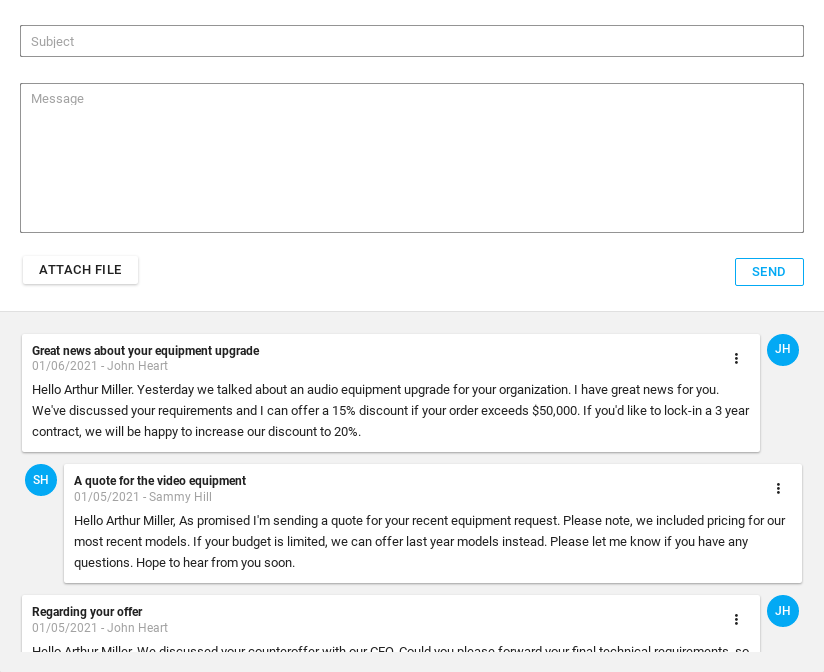 Subject
Message
ATTACH FILE
SEND
Great news about your equipment upgrade
01/06/2021 - John Heart
JH
Hello Arthur Miller. Yesterday we talked about an audio equipment upgrade for your organization. I have great news for you.
We've discussed your requirements and I can offer a 15% discount if your order exceeds $50,000. If you'd like to lock-in a 3 year
contract, we will be happy to increase our discount to 20%.
SH
A quote for the video equipment
01/05/2021 - Sammy Hill
Hello Arthur Miller, As promised I'm sending a quote for your recent equipment request. Please note, we included pricing for our
most recent models. If your budget is limited, we can offer last year models instead. Please let me know if you have any
questions. Hope to hear from you soon.
Regarding your offer
01/05/2021 - John Heart
JH
Hello Arthur Miller. We discussed your counteroffer with our CEO. Could you please forward your final technical requirements, so